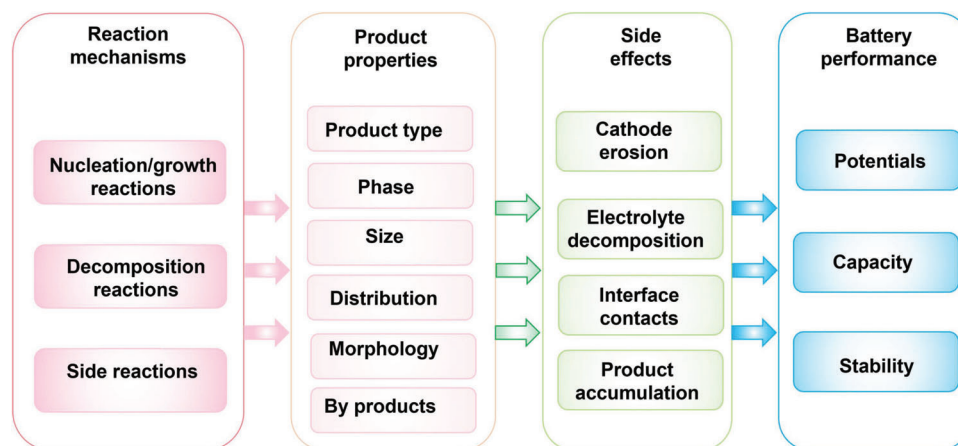 Reaction
mechanisms
Nucleation/growth
reactions
Decomposition
reactions
Side reactions
Product
properties
Product type
Phase
Size
Distribution
Morphology
By products
Side
effects
Cathode
erosion
Electrolyte
decomposition
Interface
contacts
Product
accumulation
Battery
performance
Potentials
Capacity
Stability